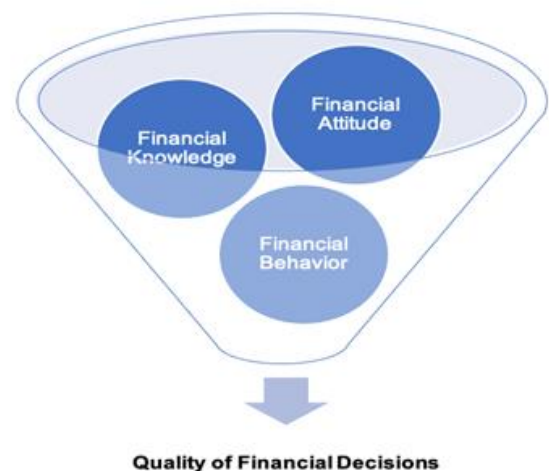 Financial
Attitude
Financial
Knowledge
Financial
Behavior
Quality of Financial Decisions